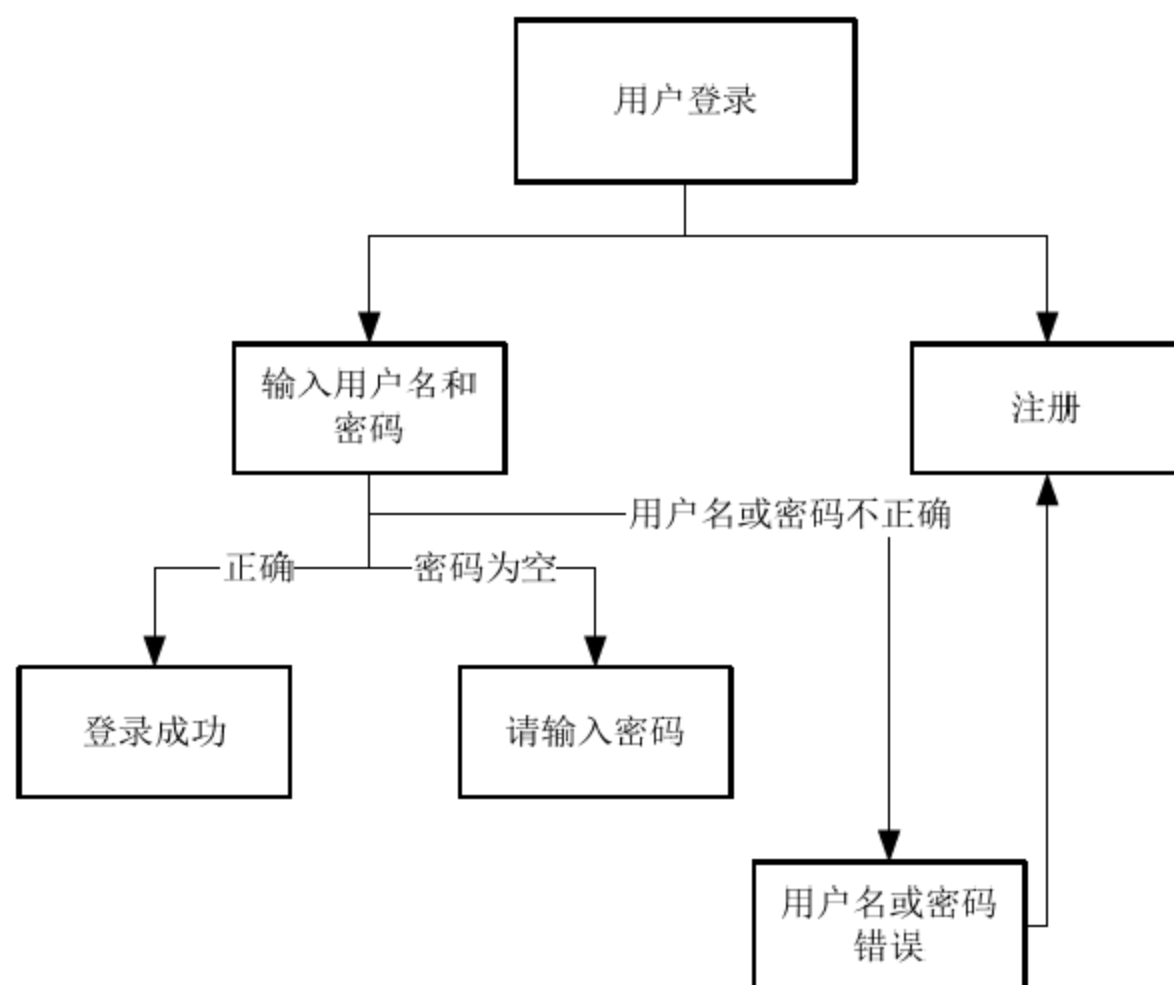 用户登录
输入用户名和
密码
注册
用户名或密码不正确
正确
密码为空
登录成功
请输入密码
用户名或密码
错误